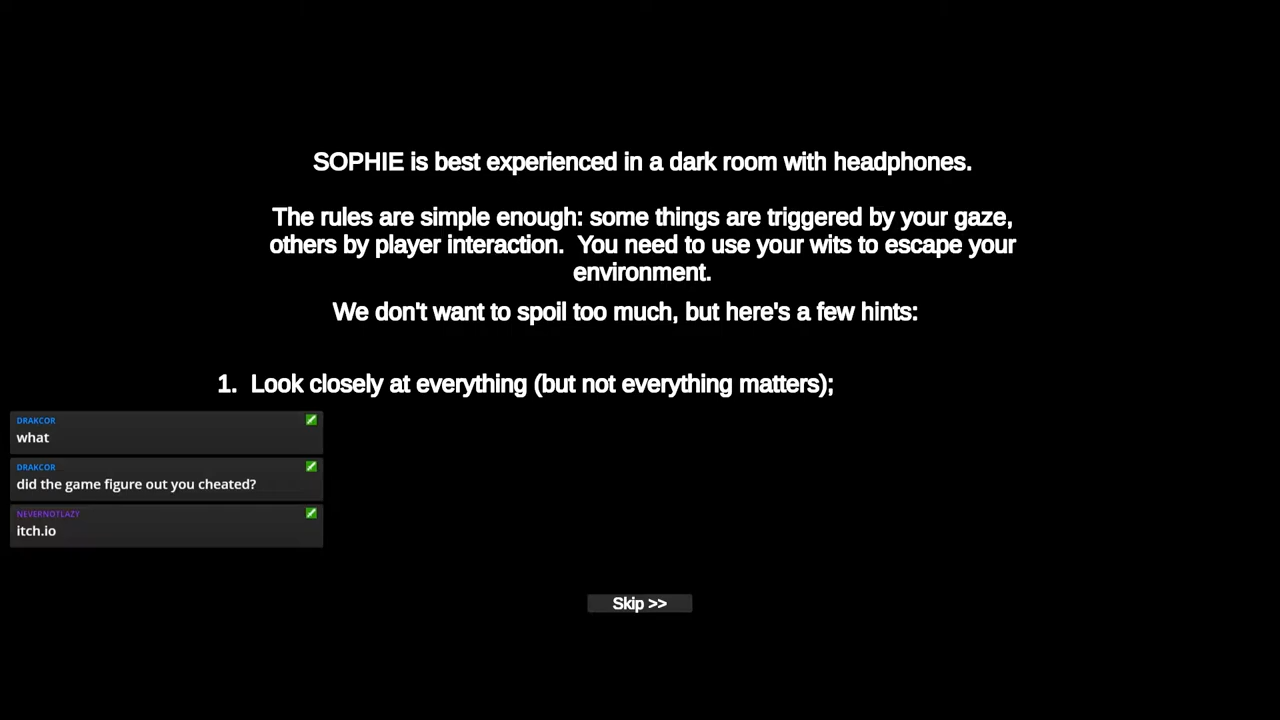 SOPHIE is best experienced in a dark room with headphones.
The rules are simple enough: some things are triggered by your gaze,
others by player interaction.  You need to use your wits to escape your
environment.
We don't want to spoil too much, but here's a few hints:
1.  Look closely at everything (but not everything matters);
DRAKCOR
what
DRAKCOR
did the game figure out you cheated?
NEVERNOTLAZY
itch.io
Skip >>